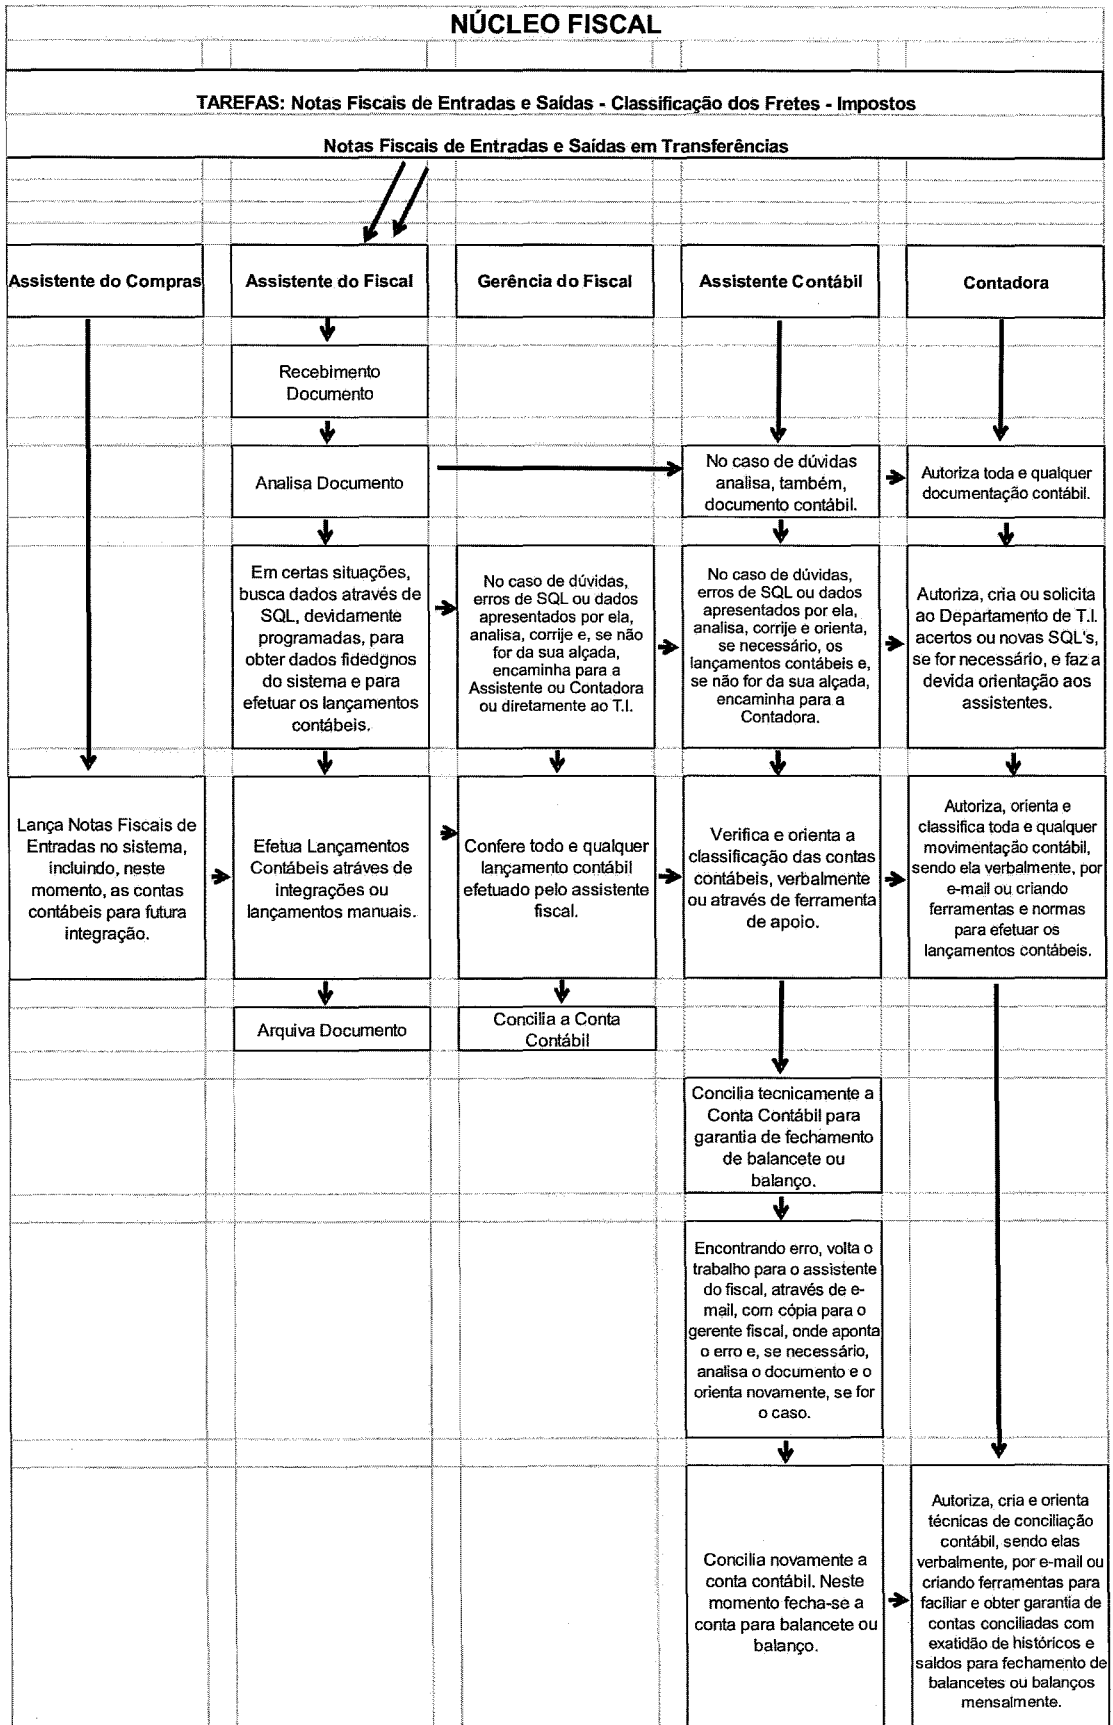 NÚCLEO FISCAL
TAREFAS: Notas Fiscais de Entradas e Saídas - Classificação dos Fretes - Impostos
Notas Fiscais de Entradas e Saídas em Transferências
Assistente do Compras
Assistente do Fiscal
Gerência do Fiscal
Assistente Contábil
Contadora
Recebimento
Documento
Analisa Documento
No caso de dúvidas
analisa, também,
documento contábil.
Autoriza toda e qualquer
documentação contábil.
Em certas situações,
busca dados através de
SQL, devidamente
programadas, para
obter dados fidedgnos
do sistema e para
efetuar os lançamentos
contábeis.
No caso de dúvidas,
erros de SQL ou dados
apresentados por ela,
analisa, corrije e, se não
for da sua alçada,
encaminha para a
Assistente ou Contadora
ou diretamente ao T.I.
No caso de dúvidas,
erros de SQL ou dados
apresentados por ela,
analisa, corrije e orienta,
se necessário, os
lançamentos contábeis e,
se não for da sua alçada,
encaminha para a
Contadora.
Autoriza, cria ou solicita
ao Departamento de T.I.
acertos ou novas SQL's,
se for necessário, e faz a
devida orientação aos
assistentes.
Lança Notas Fiscais de
Entradas no sistema,
incluindo, neste
momento, as contas
contábeis para futura
integração.
Efetua Lançamentos
Contábeis atráves de
integrações ou
lançamentos manuais.
Confere todo e qualquer
lançamento contábil
efetuado pelo assistente
fiscal.
Verifica e orienta a
classificação das contas
contábeis, verbalmente
ou através de ferramenta
de apoio.
Autoriza, orienta e
classifica toda e qualquer
movimentação contábil,
sendo ela verbalmente, por
e-mail ou criando
ferramentas e normas
para efetuar os
lançamentos contábeis.
Arquiva Documento
Concilia a Conta
Contábil
Concilia tecnicamente a
Conta Contábil para
garantia de fechamento
de balancete ou
balanço.
Encontrando erro, volta o
trabalho para o assistente
do fiscal, através de e-
mail, com cópia para o
gerente fiscal, onde aponta
o erro e, se necessário,
analisa o documento e o
orienta novamente, se for
o caso.
Concilia novamente a
conta contábil. Neste
momento fecha-se a
conta para balancete ou
balanço.
Autoriza, cria e orienta
técnicas de conciliação
contábil, sendo elas
verbalmente, por e-mail ou
criando ferramentas para
faciliar e obter garantia de
contas conciliadas com
exatidão de históricos e
saldos para fechamento de
balancetes ou balanços
mensalmente.